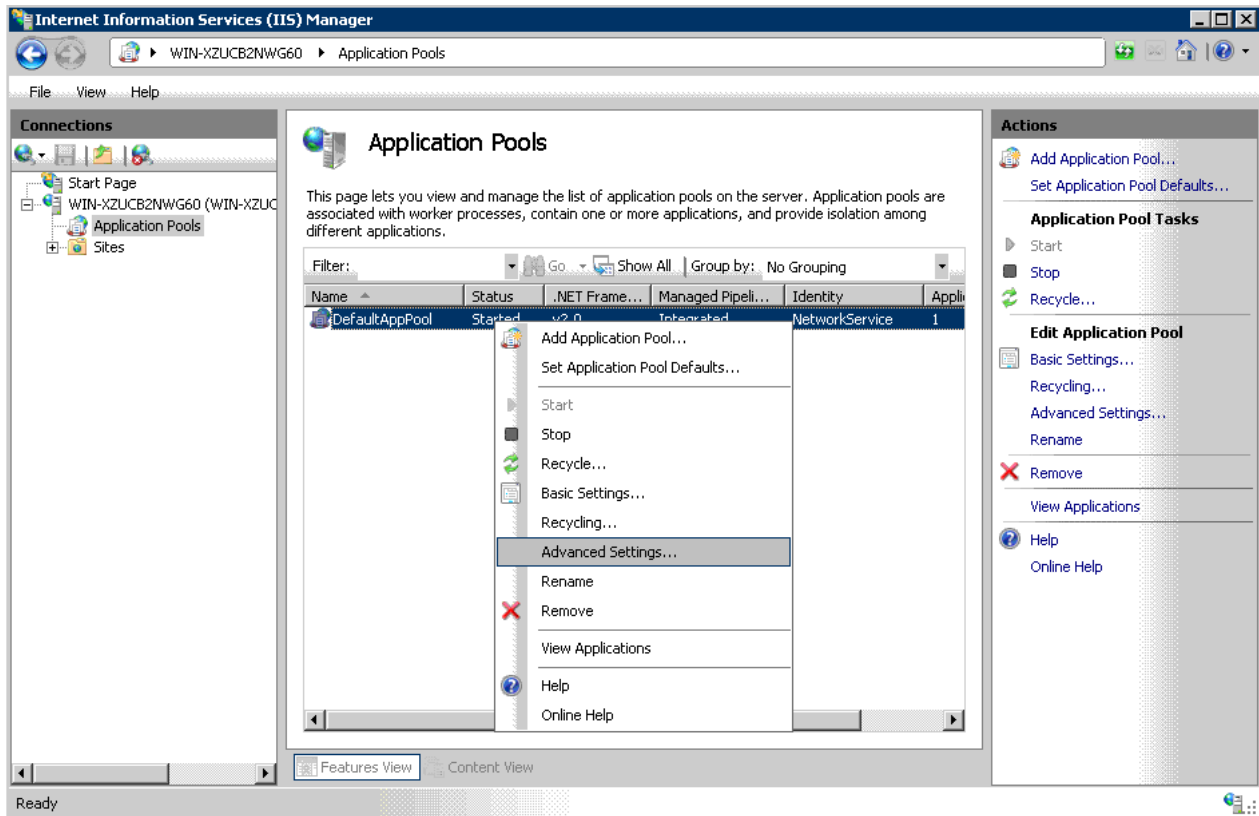 Internet Information Services (IIS) Manager
WIN-XZUCB2NWG60 Application Pools
File View Help
Connections
Start Page
WIN-XZUCB2NWG60 (WIN-XZUC
Application Pools
Sites
Application Pools
This page lets you view and manage the list of application pools on the server. Application pools are
associated with worker processes, contain one or more applications, and provide isolation among
different applications.
Filter: Go Show All Group by: No Grouping
Name Status .NET Frame... Managed Pipeli... Identity Appli
DefaultAppPool Started v2.0 Integrated NetworkService 1
Add Application Pool...
Set Application Pool Defaults...
Start
Stop
Recycle...
Basic Settings...
Recycling...
Advanced Settings...
Rename
Remove
View Applications
Help
Online Help
Features View Content View
Actions
Add Application Pool...
Set Application Pool Defaults...
Application Pool Tasks
Start
Stop
Recycle...
Edit Application Pool
Basic Settings...
Recycling...
Advanced Settings...
Rename
Remove
View Applications
Help
Online Help
Ready